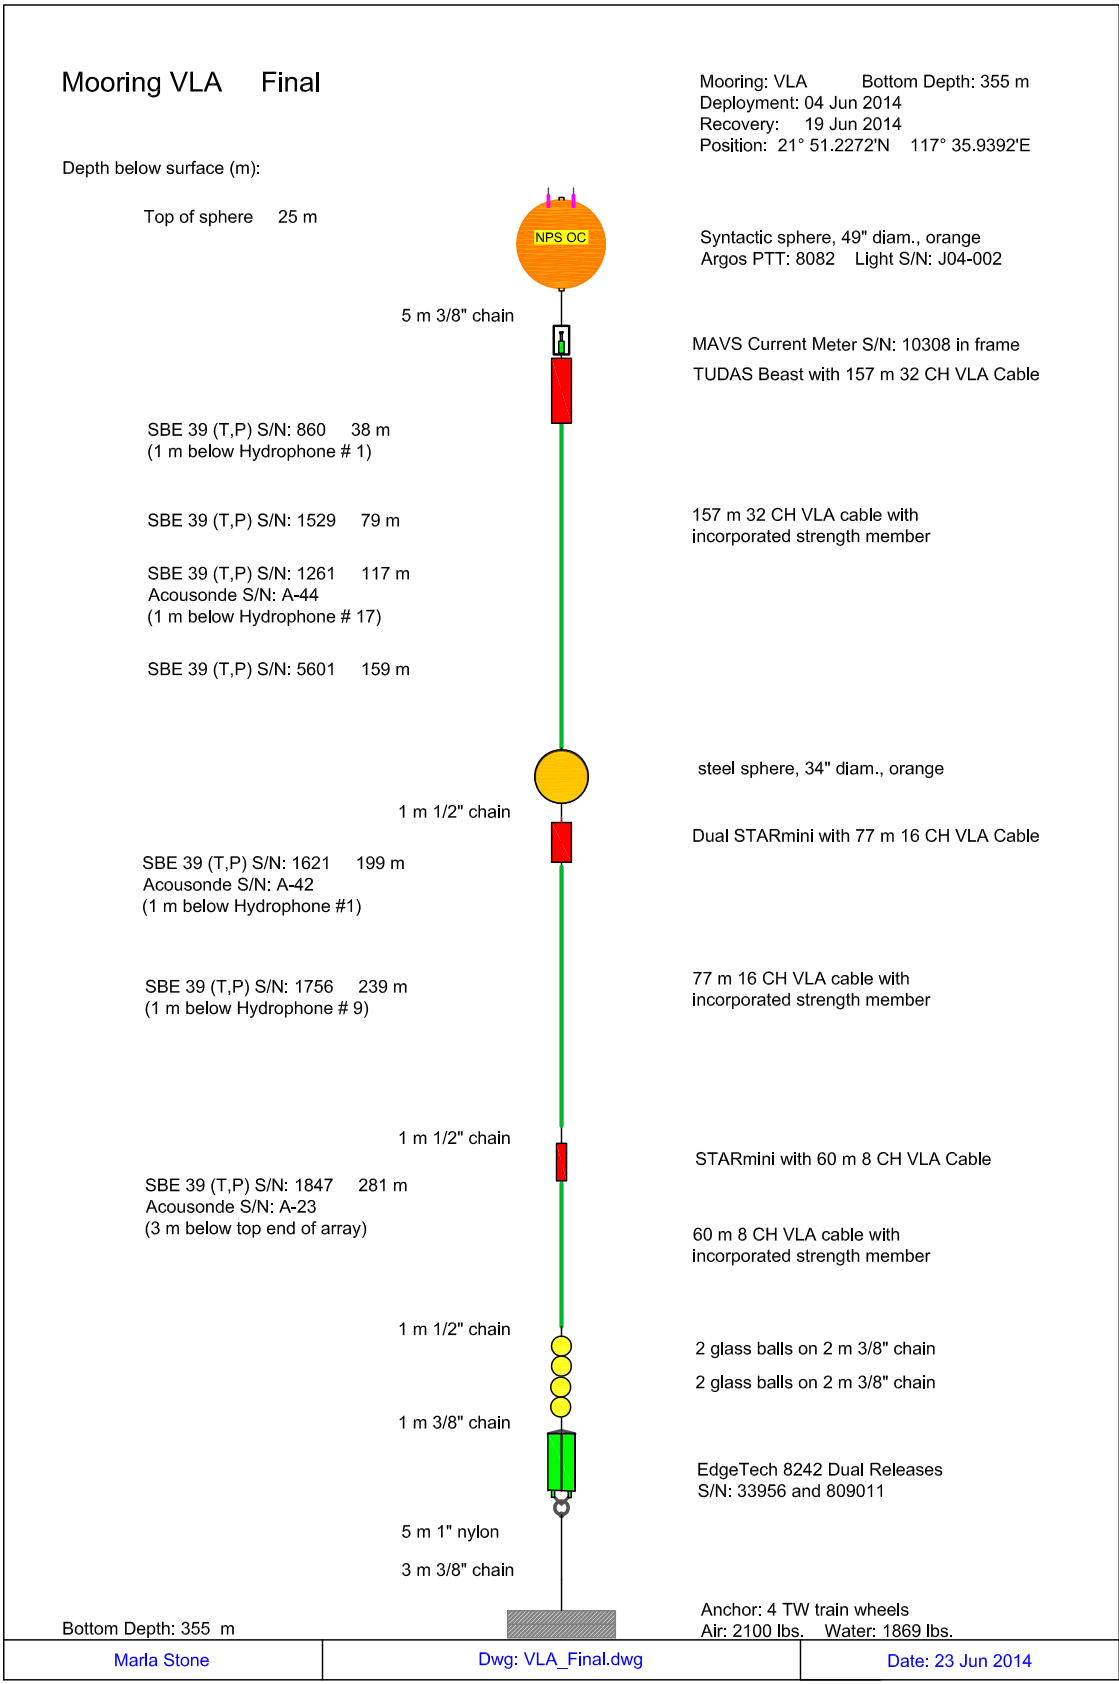 Mooring VLA Final
Mooring: VLA Bottom Depth: 355 m
Deployment: 04 Jun 2014
Recovery: 19 Jun 2014
Position: 21° 51.2272'N 117° 35.9392'E
Depth below surface (m):
Top of sphere 25 m
NPS OC
Syntactic sphere, 49" diam., orange
Argos PTT: 8082 Light S/N: J04-002
5 m 3/8" chain
MAVS Current Meter S/N: 10308 in frame
TUDAS Beast with 157 m 32 CH VLA Cable
SBE 39 (T,P) S/N: 860 38 m
(1 m below Hydrophone # 1)
SBE 39 (T,P) S/N: 1529 79 m
157 m 32 CH VLA cable with
incorporated strength member
SBE 39 (T,P) S/N: 1261 117 m
Acousonde S/N: A-44
(1 m below Hydrophone # 17)
SBE 39 (T,P) S/N: 5601 159 m
steel sphere, 34" diam., orange
1 m 1/2" chain
Dual STARmini with 77 m 16 CH VLA Cable
SBE 39 (T,P) S/N: 1621 199 m
Acousonde S/N: A-42
(1 m below Hydrophone #1)
SBE 39 (T,P) S/N: 1756 239 m
(1 m below Hydrophone # 9)
77 m 16 CH VLA cable with
incorporated strength member
1 m 1/2" chain
STARmini with 60 m 8 CH VLA Cable
SBE 39 (T,P) S/N: 1847 281 m
Acousonde S/N: A-23
(3 m below top end of array)
60 m 8 CH VLA cable with
incorporated strength member
1 m 1/2" chain
2 glass balls on 2 m 3/8" chain
2 glass balls on 2 m 3/8" chain
1 m 3/8" chain
EdgeTech 8242 Dual Releases
S/N: 33956 and 809011
5 m 1" nylon
3 m 3/8" chain
Anchor: 4 TW train wheels
Air: 2100 lbs. Water: 1869 lbs.
Bottom Depth: 355 m
Marla Stone
Dwg: VLA_Final.dwg
Date: 23 Jun 2014